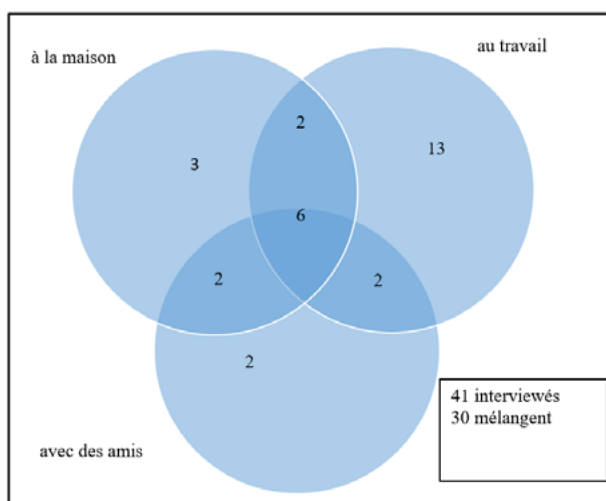 à la maison
au travail
2
3
13
6
2
2
2
41 interviewés
30 mélangent
avec des amis